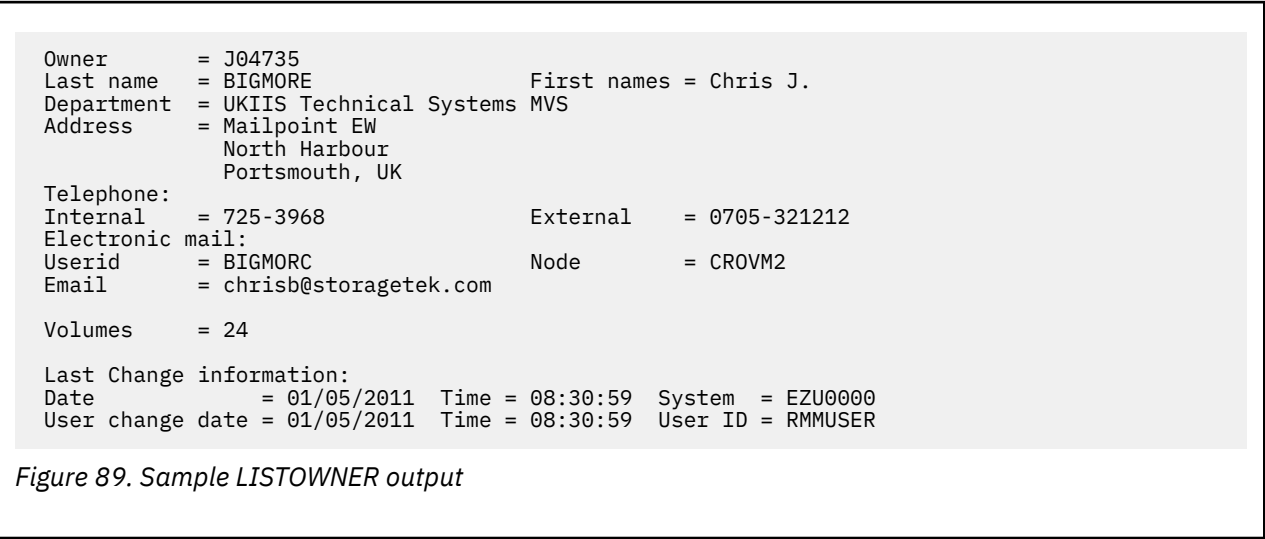 Owner         = J04735
Last name     = BIGMORE                First names = Chris J.
Department  = UKIIS Technical Systems MVS
Address       = Mailpoint EW
North Harbour
Portsmouth, UK
Telephone:
Internal      = 725-3968               External    = 0705-321212
Electronic mail:
Userid        = BIGMORC                Node        = CROVM2
Email         = chrisb@storagetek.com
Volumes       = 24
Last Change information:
Date             = 01/05/2011  Time = 08:30:59  System  = EZU0000
User change date = 01/05/2011  Time = 08:30:59  User ID = RMMUSER
Figure 89. Sample LISTOWNER output